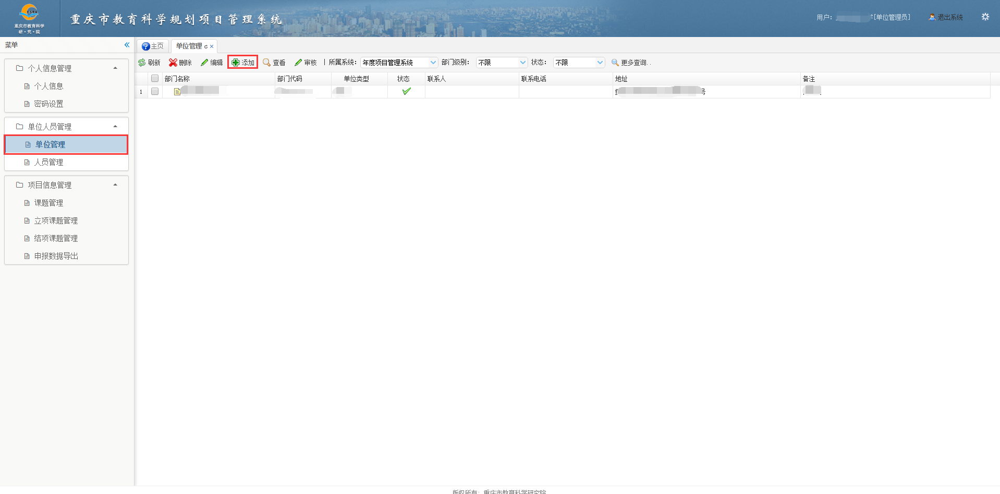 ESRA
重庆市教育科学
研·究·院
重庆市教育科学规划项目管理系统
用户：
[单位管理员]
退出系统
菜单
主页
单位管理
个人信息管理
个人信息
密码设置
单位人员管理
单位管理
人员管理
项目信息管理
课题管理
立项课题管理
结项课题管理
申报数据导出
刷新 删除 编辑 添加 查看 审核 | 所属系统： 年度项目管理系统 部门级别： 不限 状态： 不限 更多查询..
部门名称 部门代码 单位类型 状态 联系人 联系电话 地址 备注
1 号
版权所有：重庆市教育科学研究院